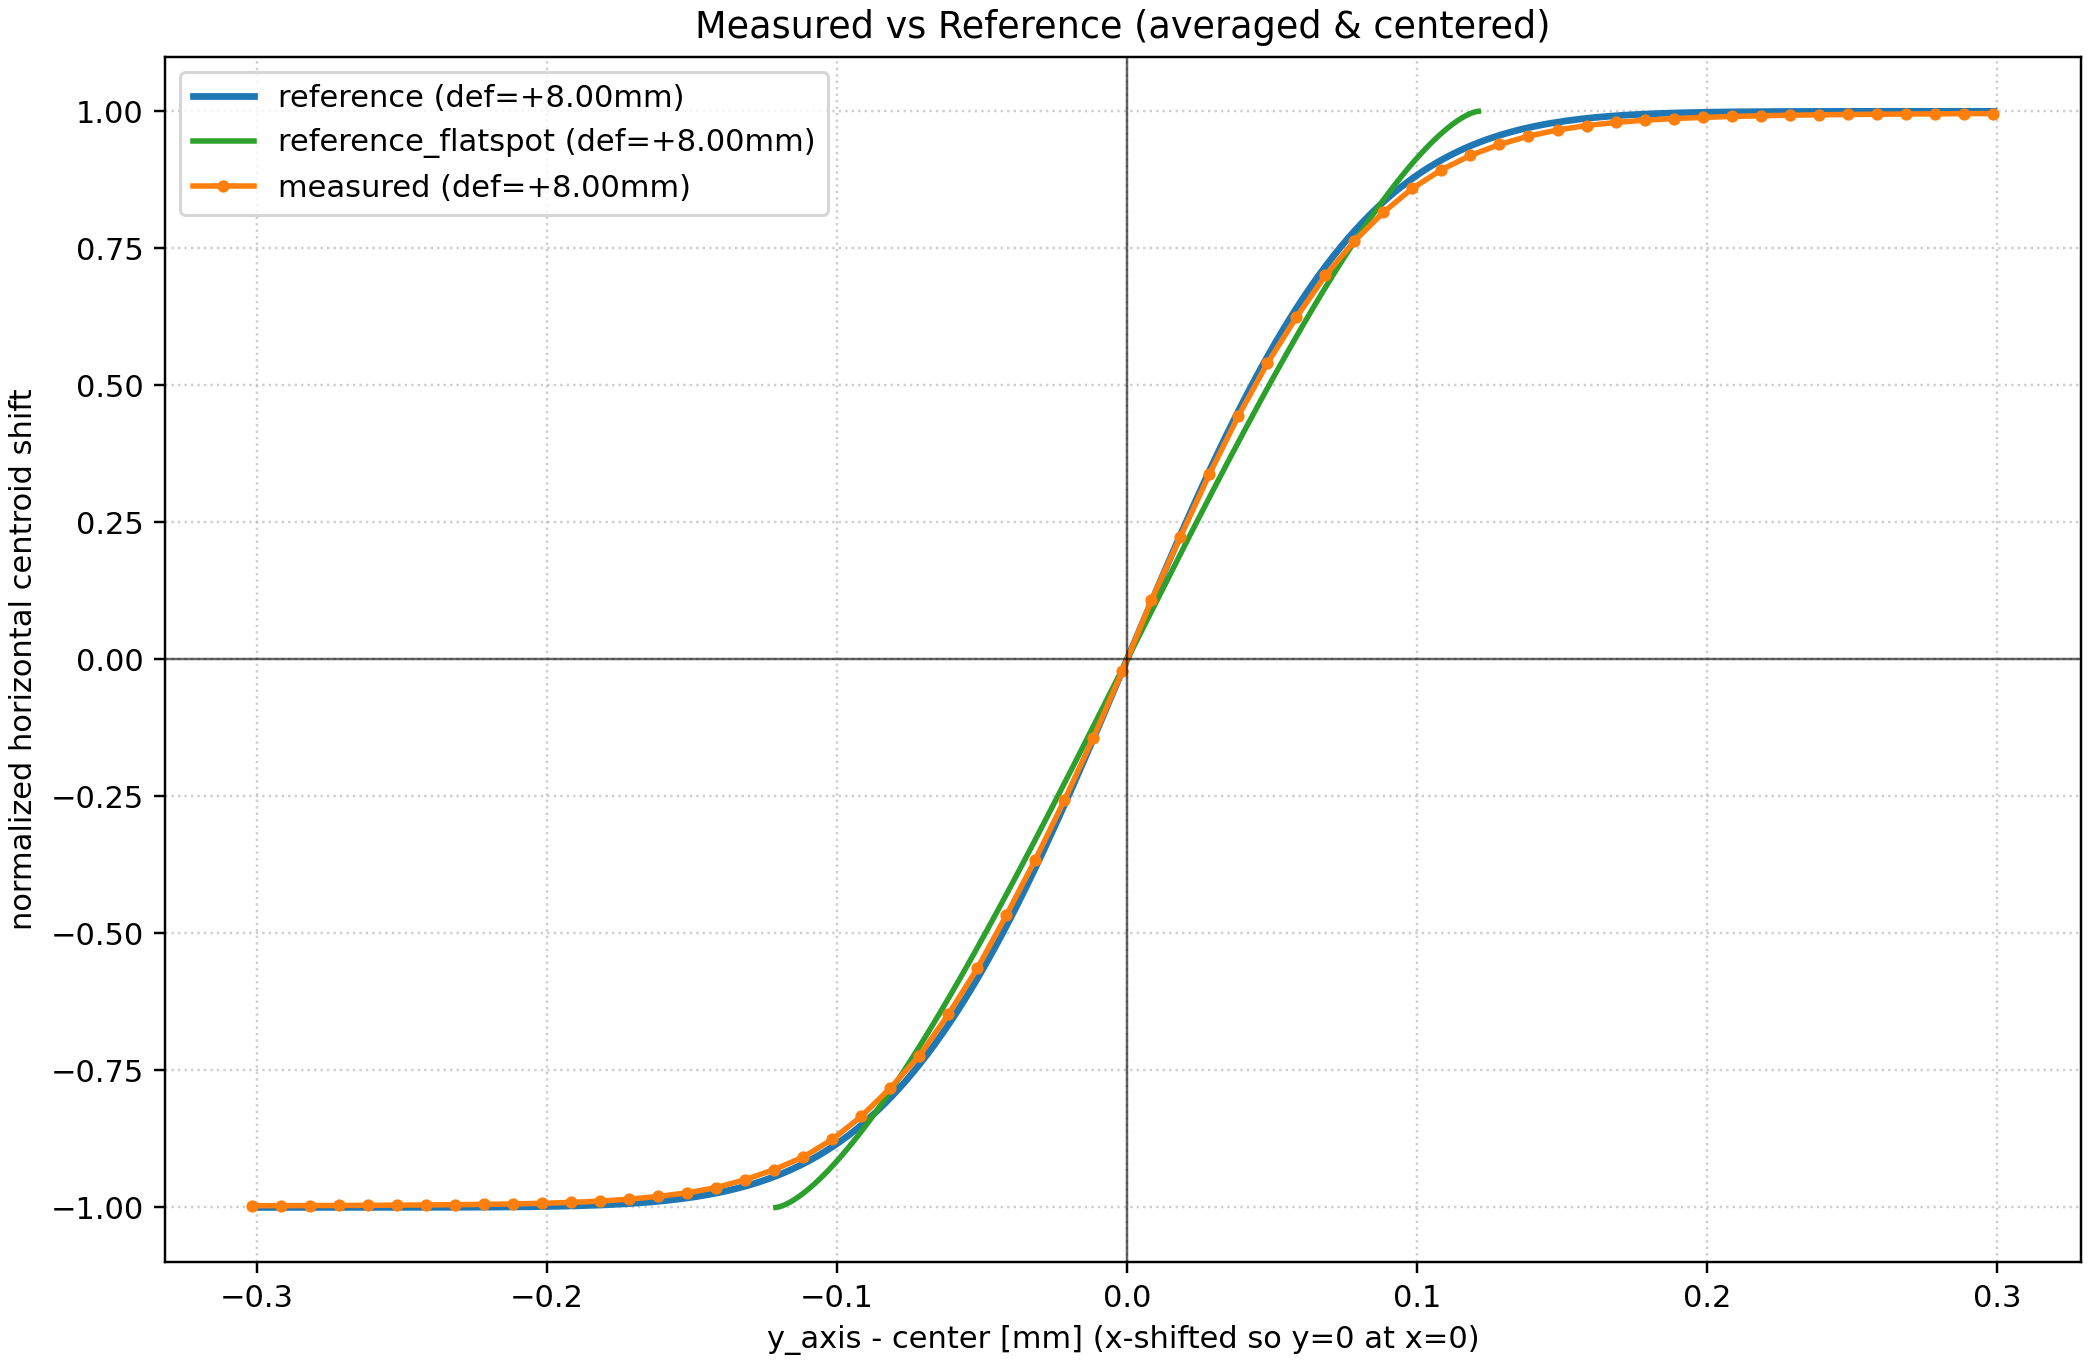 Measured vs Reference (averaged & centered)
reference (def=+8.00mm)
reference_flatspot (def=+8.00mm)
measured (def=+8.00mm)
normalized horizontal centroid shift
1.00
0.75
0.50
0.25
0.00
−0.25
−0.50
−0.75
−1.00
−0.3
−0.2
−0.1
0.0
0.1
0.2
0.3
y_axis - center [mm] (x-shifted so y=0 at x=0)